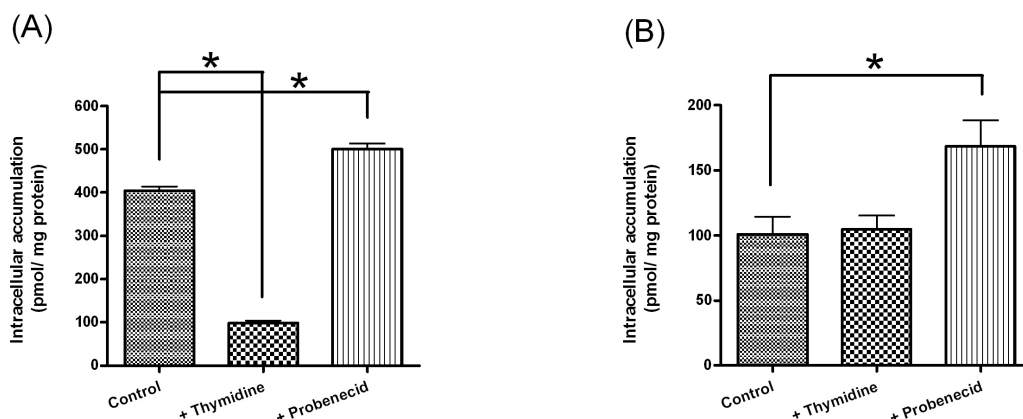 (A)
*
*
600
500
400
300
200
100
0
Intracellular accumulation
(pmol/ mg protein)
Control
+ Thymidine
+ Probenecid
(B)
*
200
150
100
50
0
Intracellular accumulation
(pmol/ mg protein)
Control
+ Thymidine
+ Probenecid